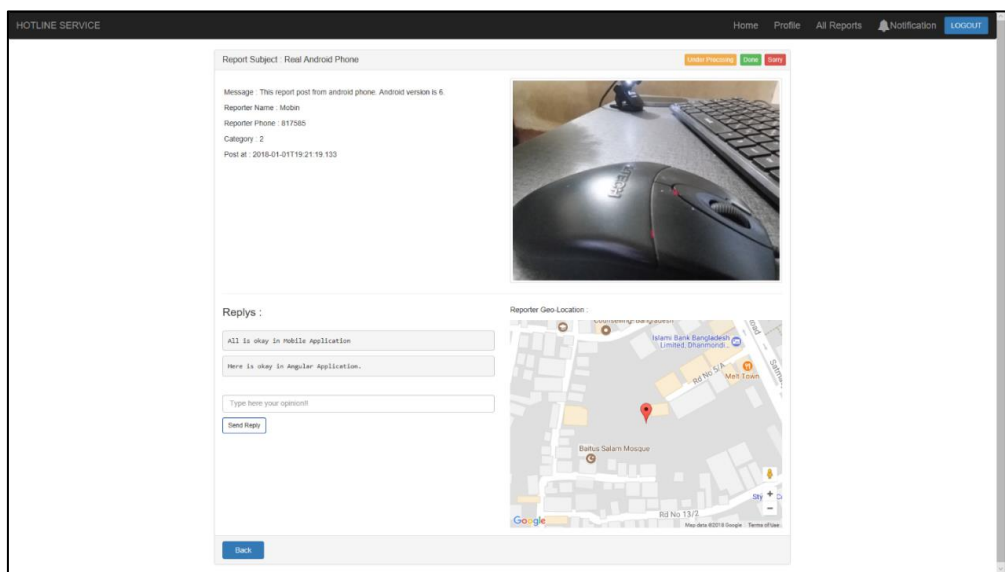 HOTLINE SERVICE
Home Profile All Reports Notification LOGOUT
Report Subject : Real Android Phone
Under Procssing Done Sorry
Message : This report post from android phone. Android version is 6.
Reporter Name : Mobin
Reporter Phone : 817585
Category : 2
Post at : 2018-01-01T19:21:19.133
Replys :
All is okay in Mobile Application
Here is okay in Angular Application.
Type here your opinion!!
Send Reply
Reporter Geo-Location :
Islami Bank Bangladesh
Limited, Dhanmondi...
Rd No 5/A
Melt Town
Baitus Salam Mosque
Rd No 13/
Google
Map data ©2018 Google Terms of Use
Back